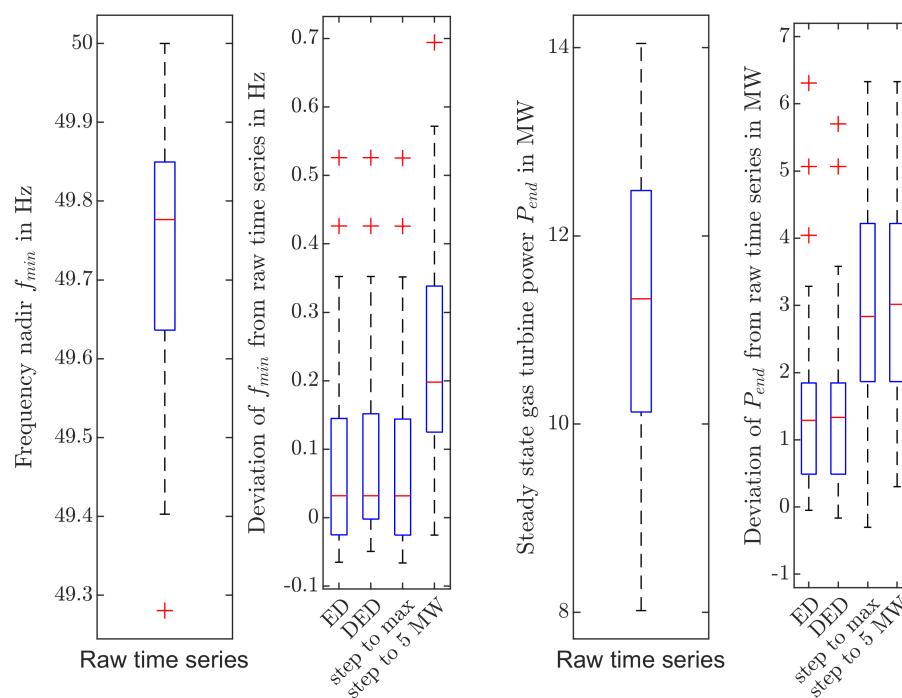 Frequency nadir f_min in Hz
50
49.9
49.8
49.7
49.6
49.5
49.4
49.3
Raw time series
Deviation of f_min from raw time series in Hz
0.7
0.6
0.5
0.4
0.3
0.2
0.1
0
-0.1
ED
DED
step to max
step to 5 MW
Steady state gas turbine power P_end in MW
14
12
10
8
Raw time series
Deviation of P_end from raw time series in MW
7
6
5
4
3
2
1
0
-1
ED
DED
step to max
step to 5 MW